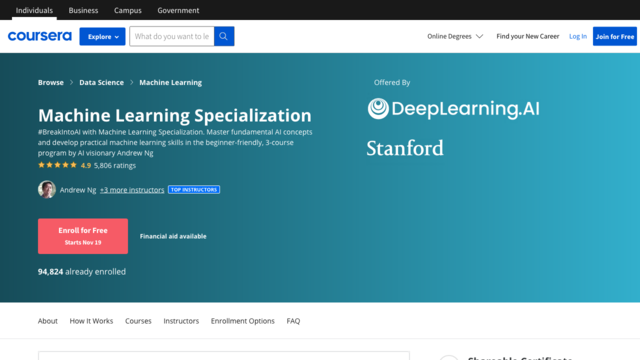 Individuals Business Campus Government
coursera Explore What do you want to le Online Degrees Find your New Career Log In Join for Free
Browse Data Science Machine Learning
Offered By
Machine Learning Specialization
DeepLearning.AI
#BreakIntoAI with Machine Learning Specialization. Master fundamental AI concepts
and develop practical machine learning skills in the beginner-friendly, 3-course
program by AI visionary Andrew Ng
Stanford
4.9 5,806 ratings
Andrew Ng +3 more instructors TOP INSTRUCTORS
Enroll for Free
Starts Nov 19
Financial aid available
94,824 already enrolled
About How It Works Courses Instructors Enrollment Options FAQ
Shareable Certificate